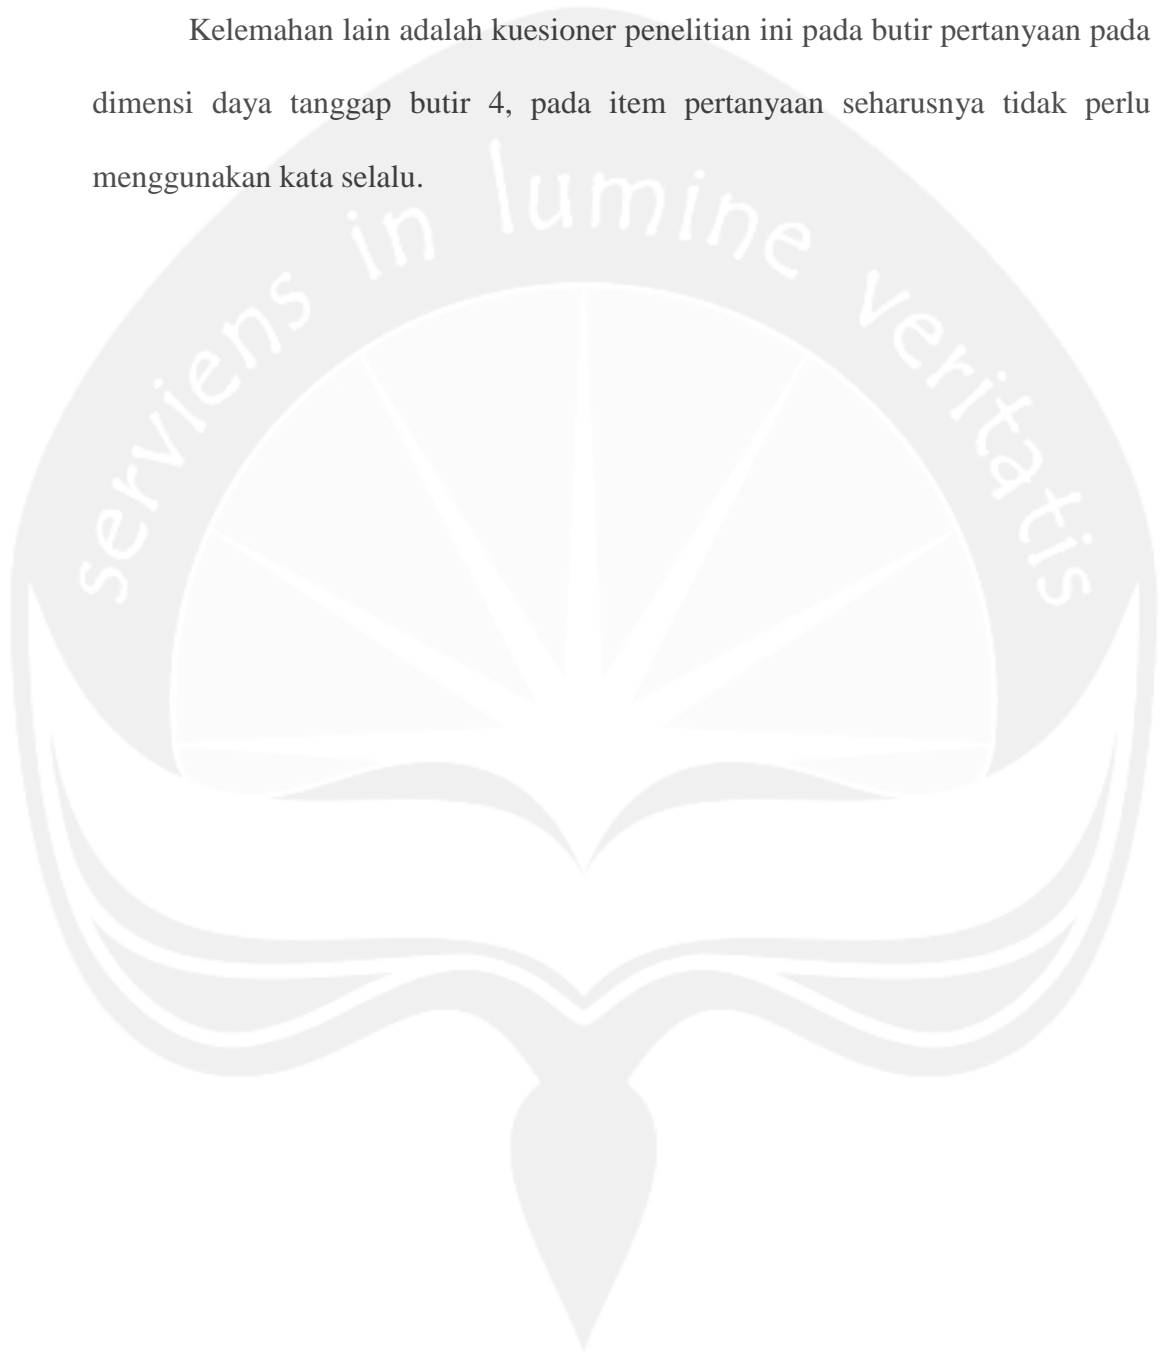 Kelemahan lain adalah kuesioner penelitian ini pada butir pertanyaan pada
dimensi daya tanggap butir 4, pada item pertanyaan seharusnya tidak perlu
menggunakan kata selalu.
serviens in lumine veritatis